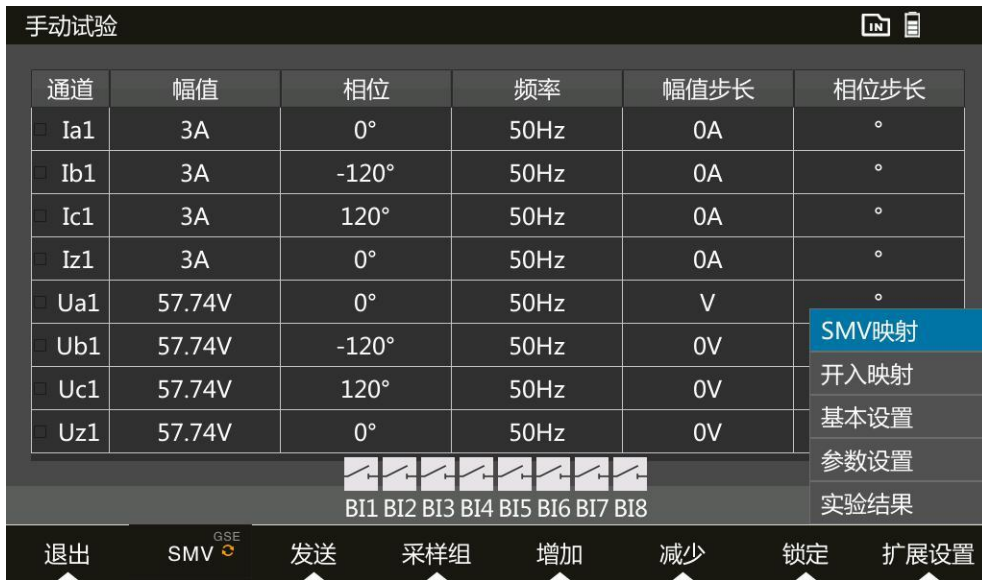 手动试验 IN
通道 幅值 相位 频率 幅值步长 相位步长
Ia1 3A 0° 50Hz 0A °
Ib1 3A -120° 50Hz 0A °
Ic1 3A 120° 50Hz 0A °
Iz1 3A 0° 50Hz 0A °
Ua1 57.74V 0° 50Hz V °
Ub1 57.74V -120° 50Hz 0V
Uc1 57.74V 120° 50Hz 0V
Uz1 57.74V 0° 50Hz 0V
SMV映射
开入映射
基本设置
参数设置
实验结果
BI1 BI2 BI3 BI4 BI5 BI6 BI7 BI8
退出 SMV GSE 发送 采样组 增加 减少 锁定 扩展设置